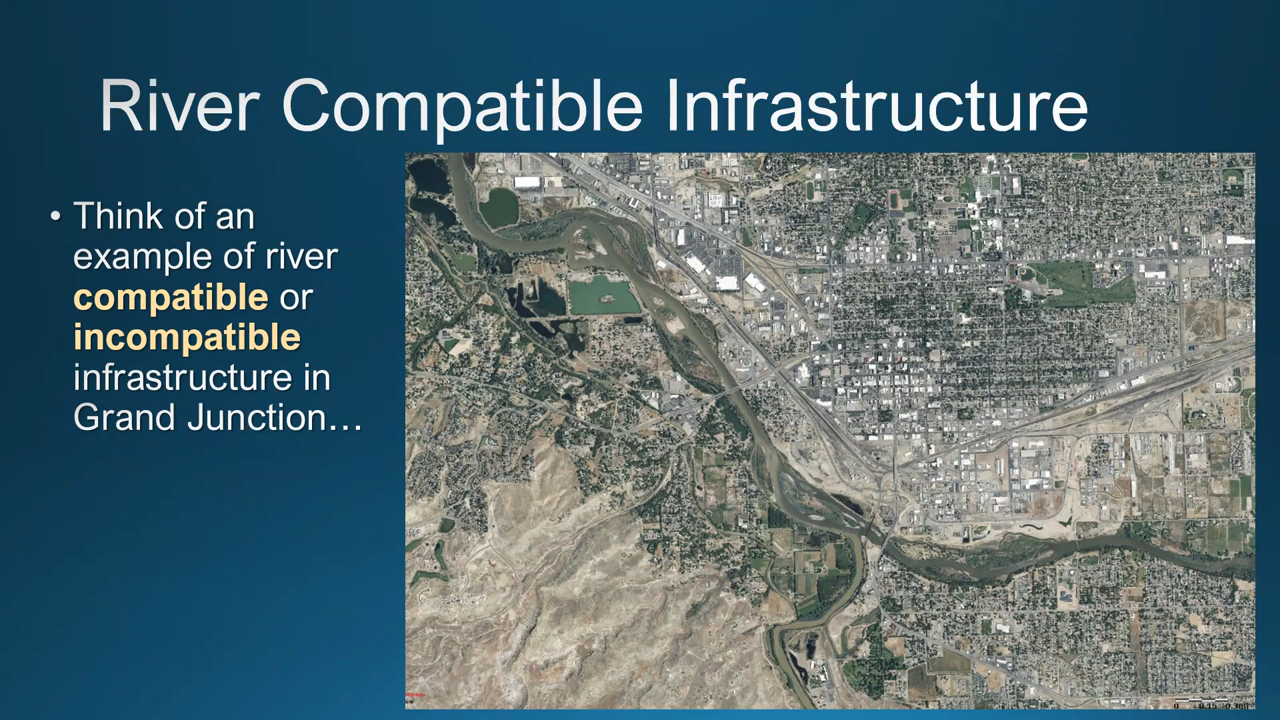 River Compatible Infrastructure
• Think of an
example of river
compatible or
incompatible
infrastructure in
Grand Junction…